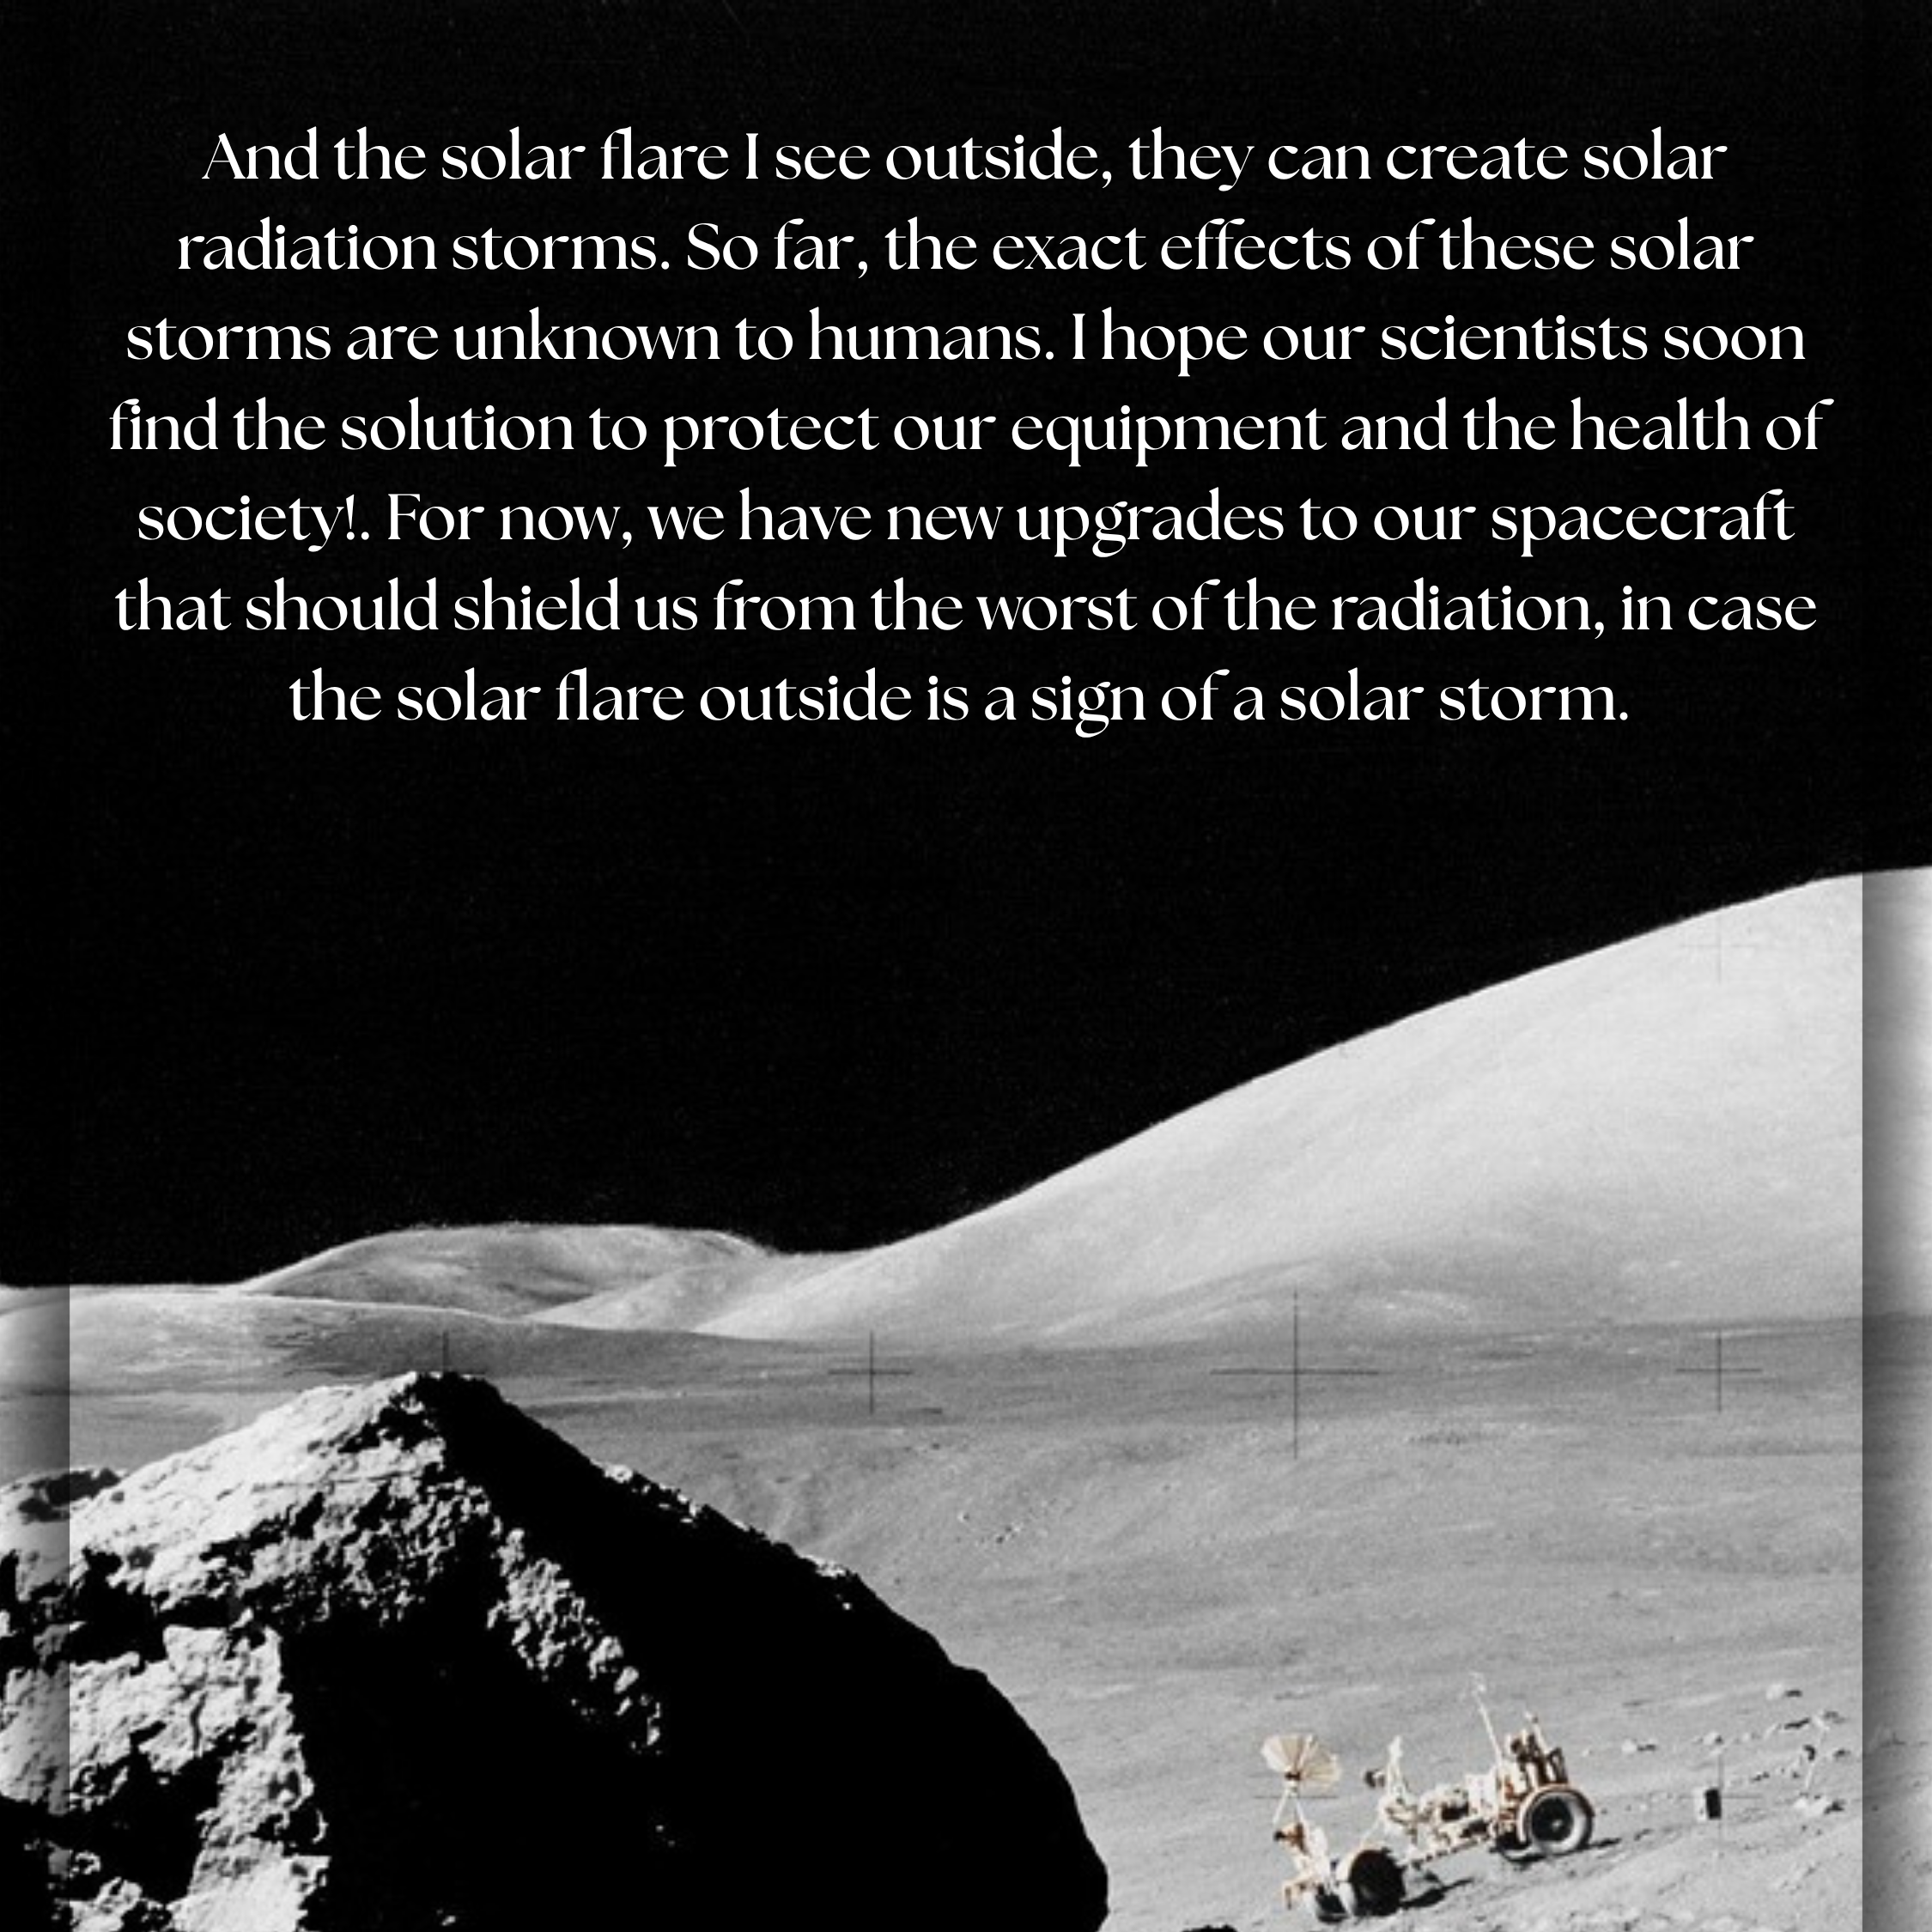 And the solar flare I see outside, they can create solar
radiation storms. So far, the exact effects of these solar
storms are unknown to humans. I hope our scientists soon
find the solution to protect our equipment and the health of
society!. For now, we have new upgrades to our spacecraft
that should shield us from the worst of the radiation, in case
the solar flare outside is a sign of a solar storm.